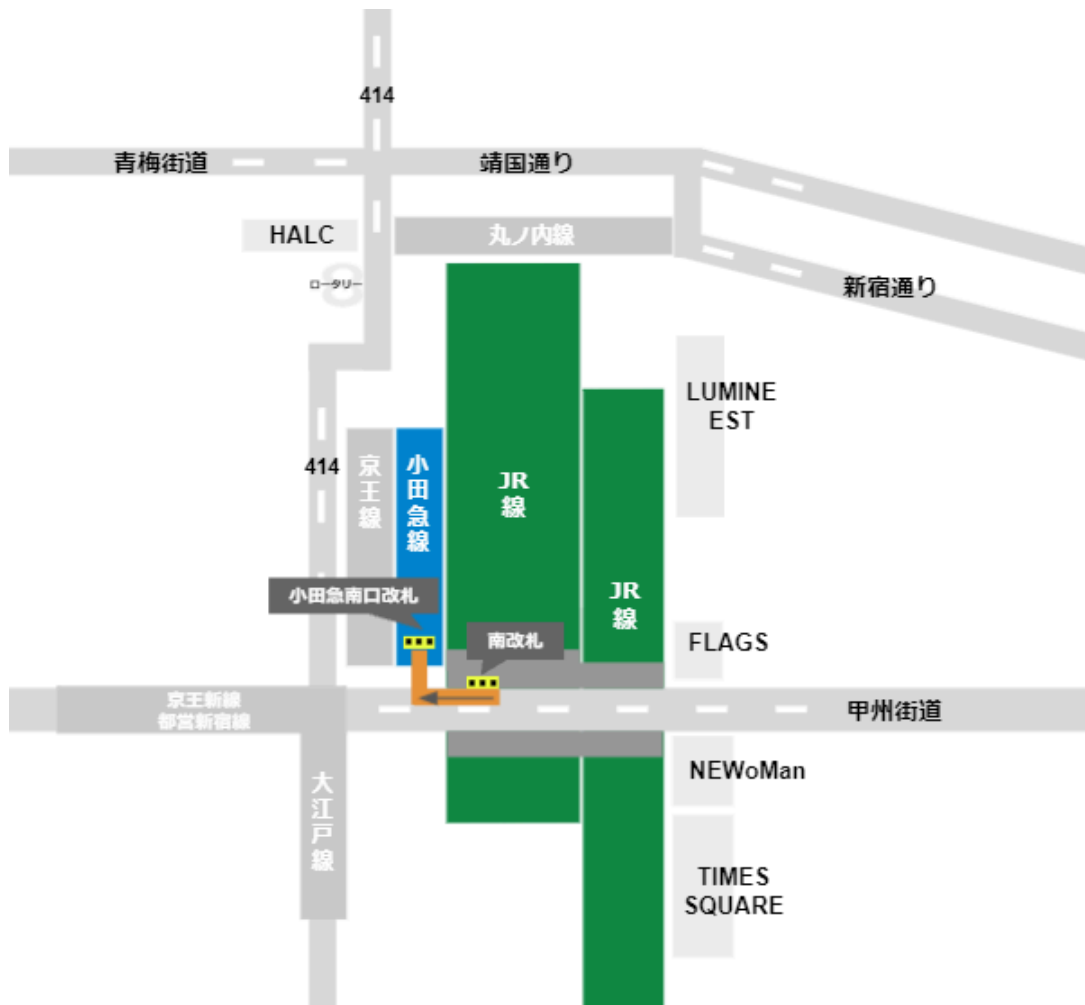 414
青梅街道
靖国通り
HALC
丸ノ内線
ロータリー
8
新宿通り
LUMINE
EST
414
京王線
小田急線
JR
線
JR
線
小田急南口改札
南改札
FLAGS
京王新線
都営新宿線
甲州街道
NEWoMan
大江戸線
TIMES
SQUARE